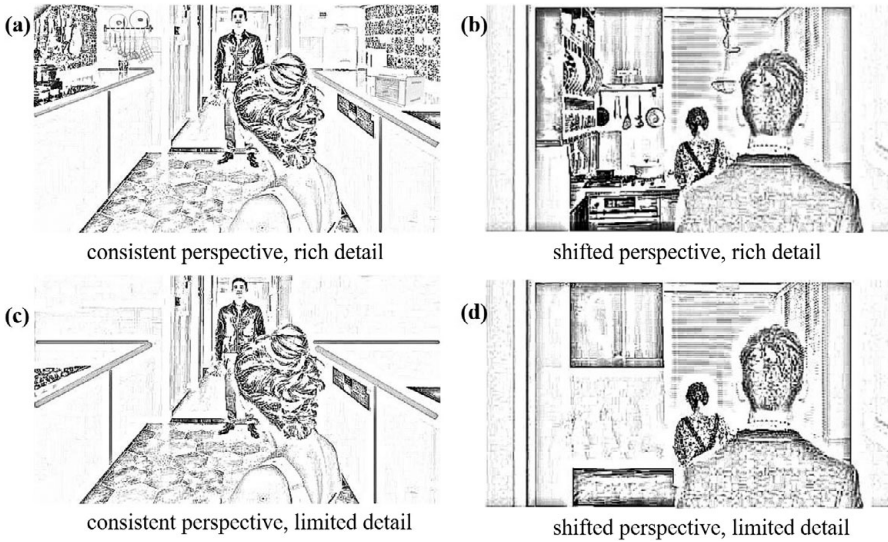 (a)
(b)
consistent perspective, rich detail
shifted perspective, rich detail
(c)
(d)
consistent perspective, limited detail
shifted perspective, limited detail